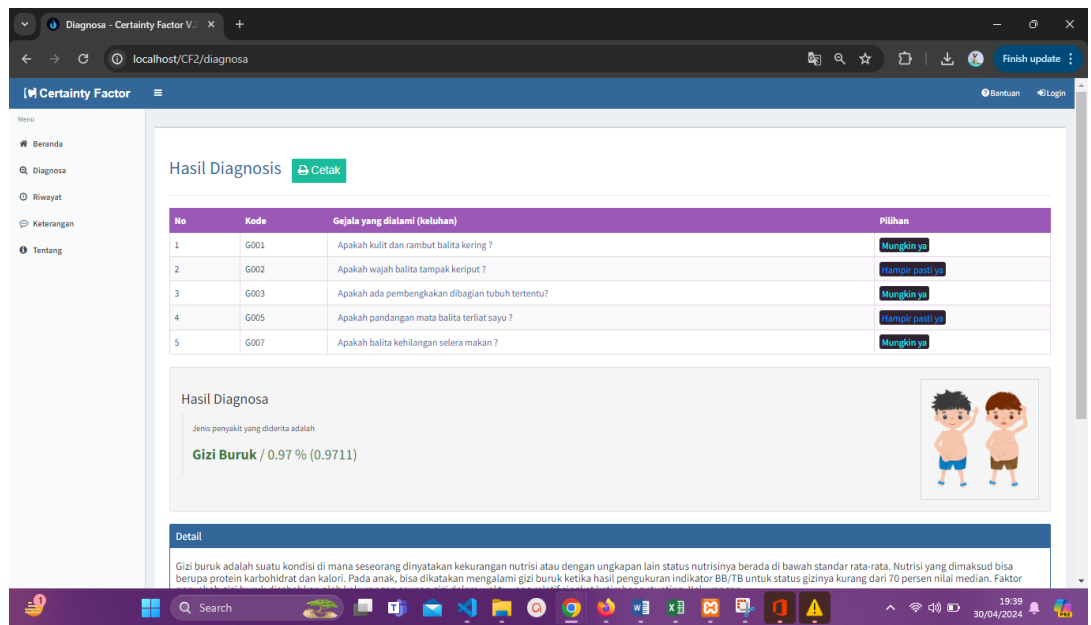 Diagnosa - Certainty Factor V.
localhost/CF2/diagnosa
Finish update
Certainty Factor
Bantuan
Login
Menu
Beranda
Diagnosa
Riwayat
Keterangan
Tentang
Hasil Diagnosis
Cetak
No Kode Gejala yang dialami (keluhan) Pilihan
1 G001 Apakah kulit dan rambut balita kering ? Mungkin ya
2 G002 Apakah wajah balita tampak keriput ? Hampir pasti ya
3 G003 Apakah ada pembengkakan dibagian tubuh tertentu? Mungkin ya
4 G005 Apakah pandangan mata balita terliat sayu ? Hampir pasti ya
5 G007 Apakah balita kehilangan selera makan ? Mungkin ya
Hasil Diagnosa
Jenis penyakit yang diderita adalah
Gizi Buruk / 0.97 % (0.9711)
Detail
Gizi buruk adalah suatu kondisi di mana seseorang dinyatakan kekurangan nutrisi atau dengan ungkapan lain status nutrisinya berada di bawah standar rata-rata. Nutrisi yang dimaksud bisa
berupa protein karbohidrat dan kalori. Pada anak, bisa dikatakan mengalami gizi buruk ketika hasil pengukuran indikator BB/TB untuk status gizinya kurang dari 70 persen nilai median. Faktor
Search
19:39
30/04/2024